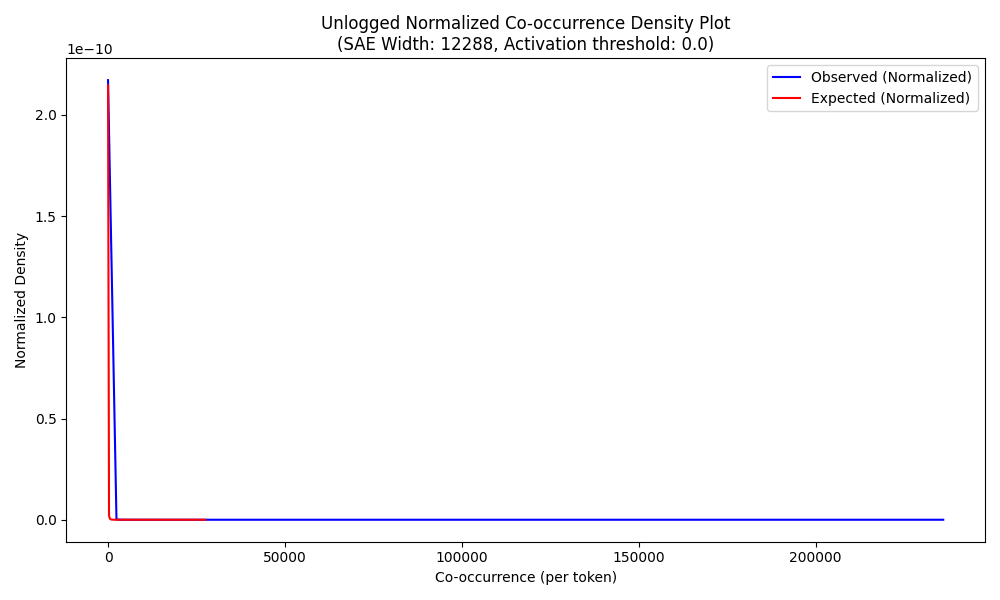 Unlogged Normalized Co-occurrence Density Plot
(SAE Width: 12288, Activation threshold: 0.0)
1e−10
Observed (Normalized)
Expected (Normalized)
2.0
1.5
1.0
0.5
0.0
Normalized Density
0 50000 100000 150000 200000
Co-occurrence (per token)